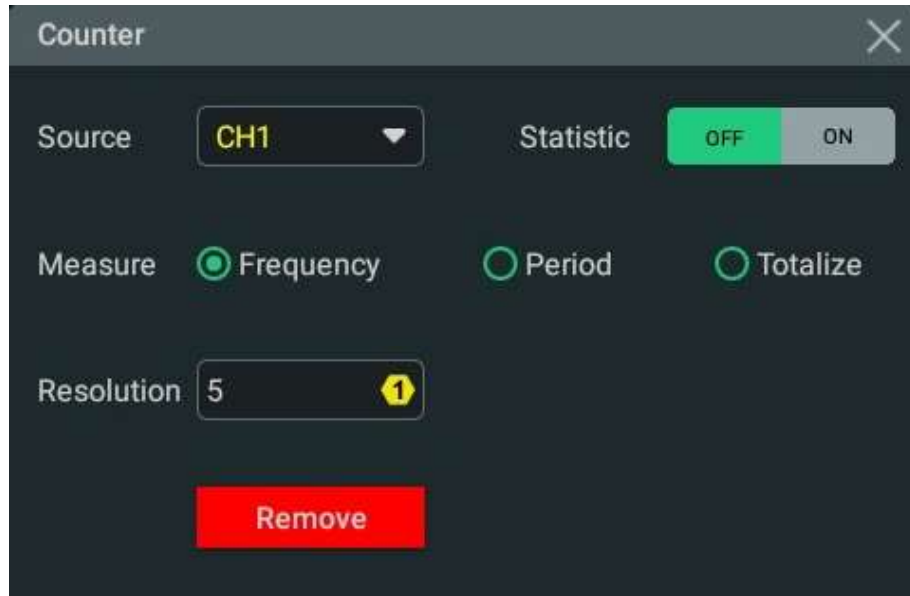 Counter
Source CH1 Statistic OFF ON
Measure Frequency Period Totalize
Resolution 5 1
Remove